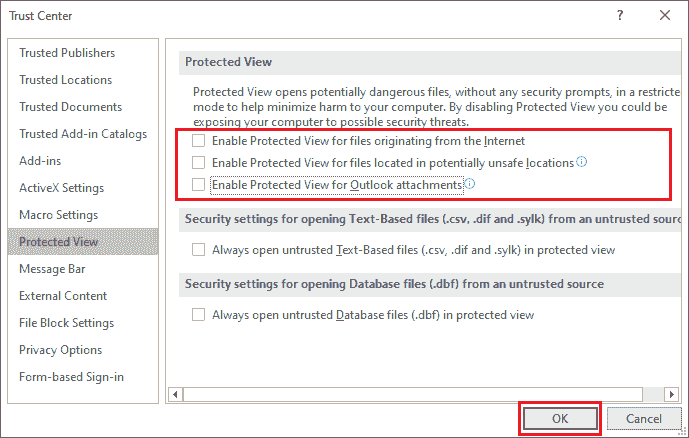 Trust Center
?
Trusted Publishers
Trusted Locations
Trusted Documents
Trusted Add-in Catalogs
Add-ins
ActiveX Settings
Macro Settings
Protected View
Message Bar
External Content
File Block Settings
Privacy Options
Form-based Sign-in
Protected View
Protected View opens potentially dangerous files, without any security prompts, in a restricted
mode to help minimize harm to your computer. By disabling Protected View you could be
exposing your computer to possible security threats.
Enable Protected View for files originating from the Internet
Enable Protected View for files located in potentially unsafe locations
Enable Protected View for Outlook attachments
Security settings for opening Text-Based files (.csv, .dif and .sylk) from an untrusted sourc
Always open untrusted Text-Based files (.csv, .dif and .sylk) in protected view
Security settings for opening Database files (.dbf) from an untrusted source
Always open untrusted Database files (.dbf) in protected view
OK
Cancel